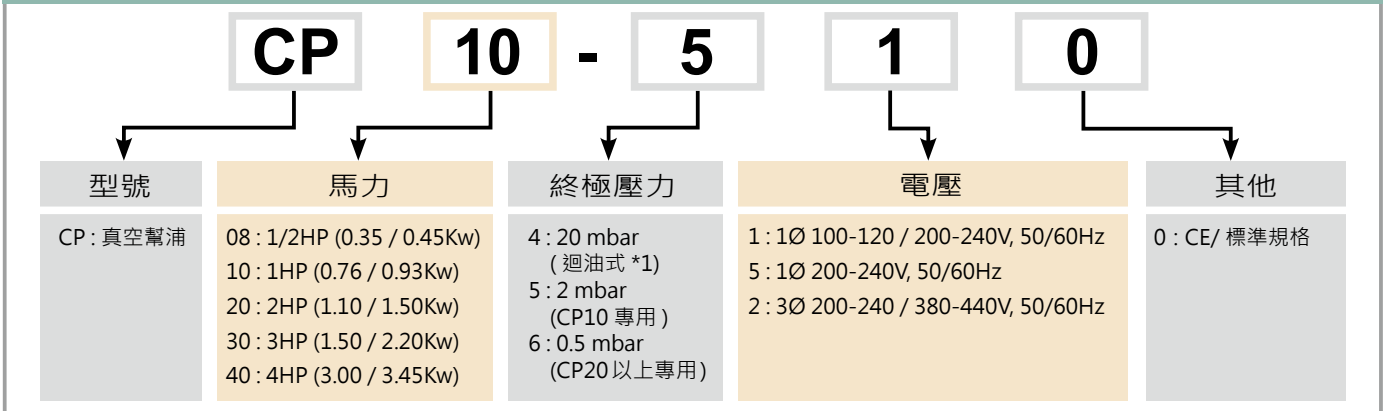 CP 10 - 5 1 0
型號
馬力
終極壓力
電壓
其他
CP : 真空幫浦
08 : 1/2HP (0.35 / 0.45Kw)
10 : 1HP (0.76 / 0.93Kw)
20 : 2HP (1.10 / 1.50Kw)
30 : 3HP (1.50 / 2.20Kw)
40 : 4HP (3.00 / 3.45Kw)
4 : 20 mbar
( 迴油式 *1)
5 : 2 mbar
(CP10 專用 )
6 : 0.5 mbar
(CP20 以上專用 )
1 : 1Ø 100-120 / 200-240V, 50/60Hz
5 : 1Ø 200-240V, 50/60Hz
2 : 3Ø 200-240 / 380-440V, 50/60Hz
0 : CE/ 標準規格